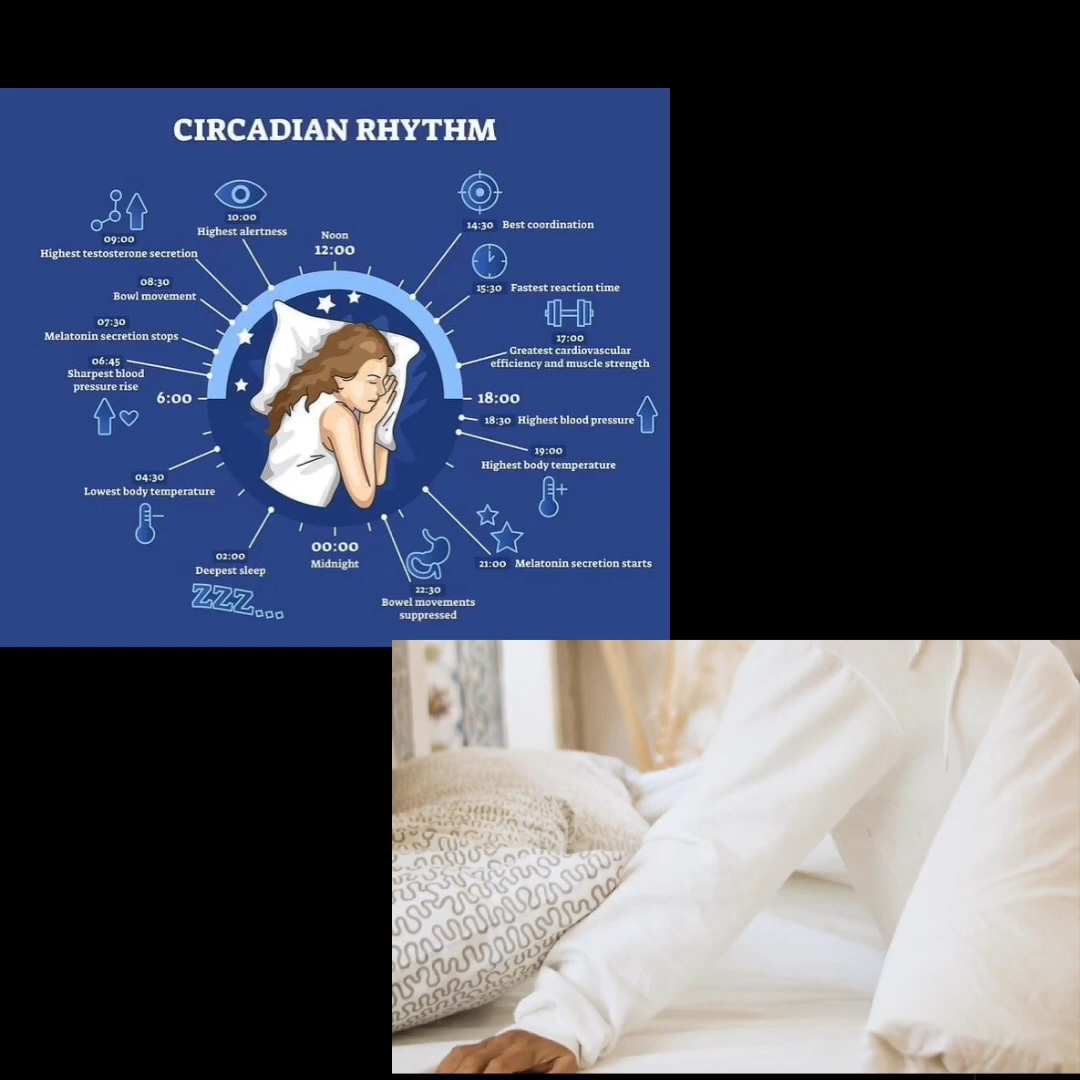 CIRCADIAN RHYTHM
10:00
Highest alertness
09:00
Highest testosterone secretion
08:30
Bowl movement
07:30
Melatonin secretion stops
06:45
Sharpest blood
pressure rise
6:00
04:30
Lowest body temperature
02:00
Deepest sleep
ZZZ...
Noon
12:00
14:30 Best coordination
15:30 Fastest reaction time
17:00
Greatest cardiovascular
efficiency and muscle strength
18:00
18:30 Highest blood pressure
19:00
Highest body temperature
21:00 Melatonin secretion starts
22:30
Bowel movements
suppressed
00:00
Midnight